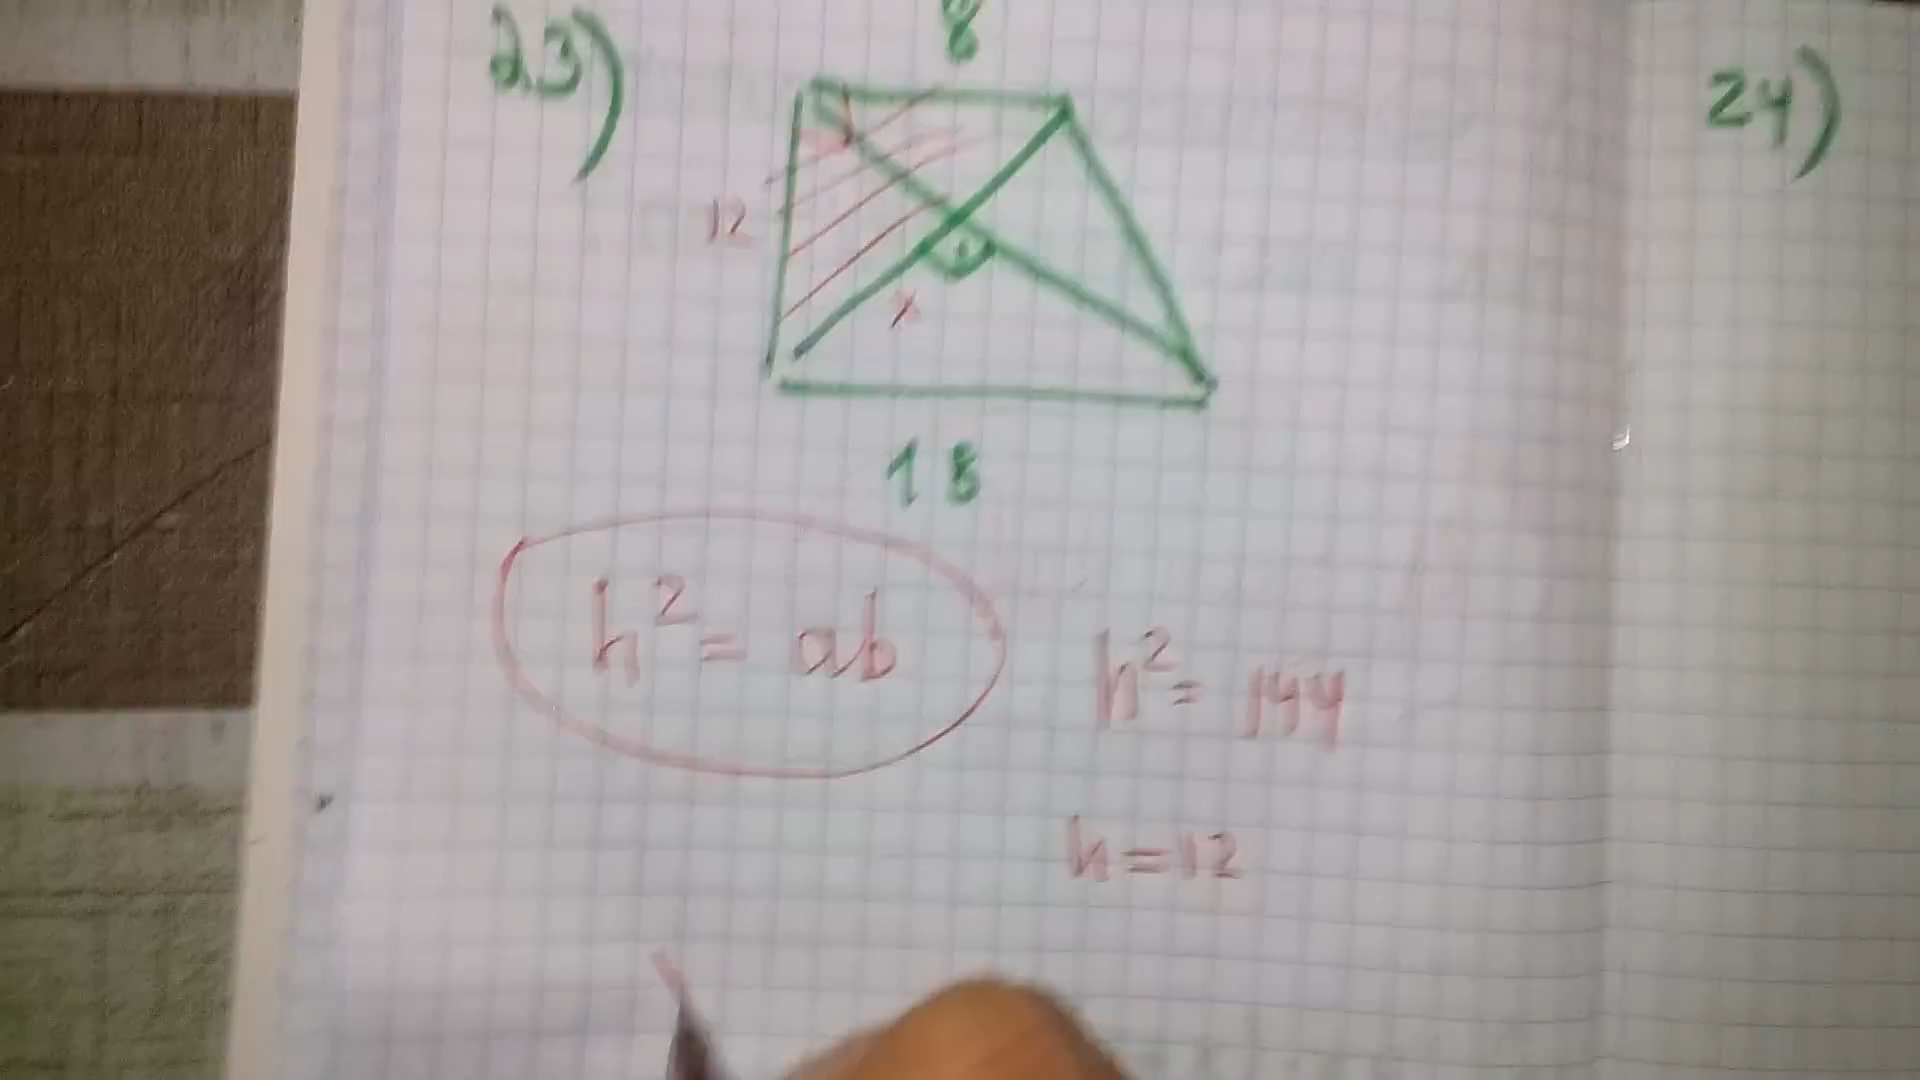 23)
8
24)
12
x
18
h² = ab
h² = 144
h = 12